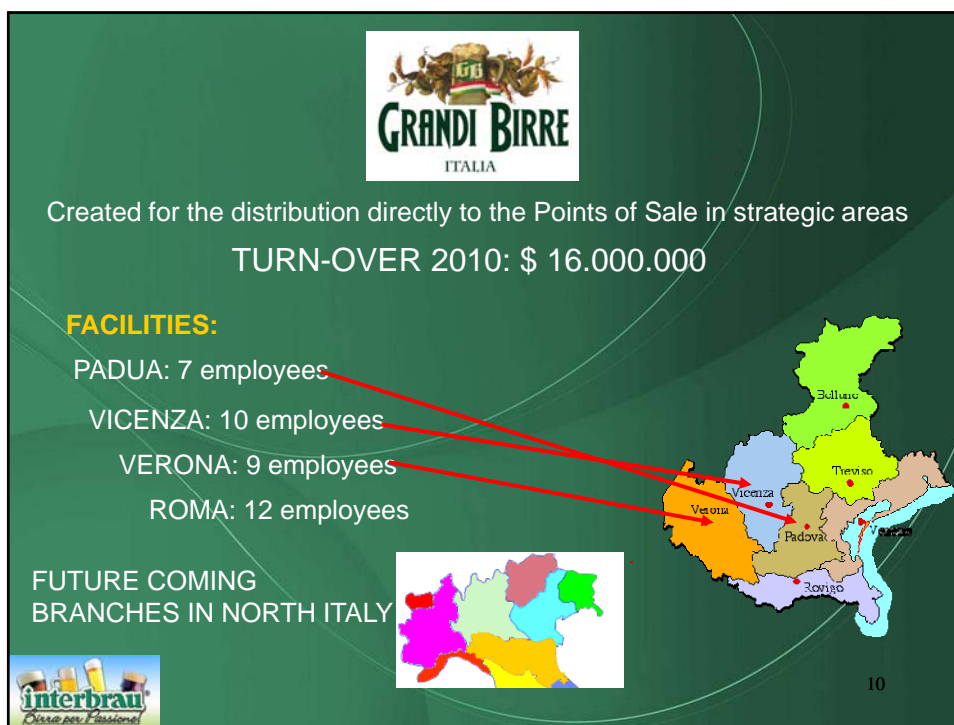 GB
GRANDI BIRRE
ITALIA
Created for the distribution directly to the Points of Sale in strategic areas
TURN-OVER 2010: $ 16.000.000
FACILITIES:
PADUA: 7 employees
VICENZA: 10 employees
VERONA: 9 employees
ROMA: 12 employees
Belluno
Treviso
Vicenza
Verona
Padova
Rovigo
FUTURE COMING
BRANCHES IN NORTH ITALY
interbrau
Birra per Passione!
10